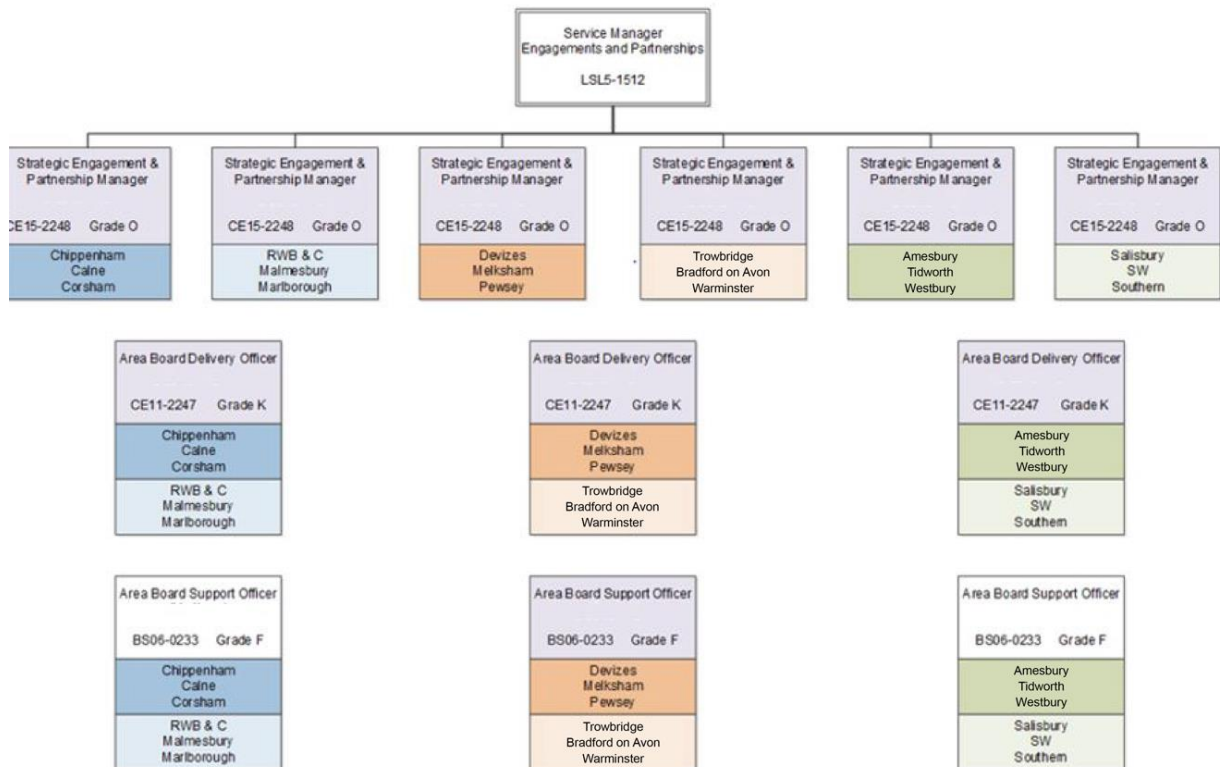 Service Manager
Engagements and Partnerships
LSL5-1512
Strategic Engagement &
Partnership Manager
CE15-2248 Grade O
Chippenham
Calne
Corsham
Strategic Engagement &
Partnership Manager
CE15-2248 Grade O
RWB & C
Malmesbury
Marlborough
Strategic Engagement &
Partnership Manager
CE15-2248 Grade O
Devizes
Melksham
Pewsey
Strategic Engagement &
Partnership Manager
CE15-2248 Grade O
Trowbridge
Bradford on Avon
Warminster
Strategic Engagement &
Partnership Manager
CE15-2248 Grade O
Amesbury
Tidworth
Westbury
Strategic Engagement &
Partnership Manager
CE15-2248 Grade O
Salisbury
SW
Southern
Area Board Delivery Officer
CE11-2247 Grade K
Chippenham
Calne
Corsham
RWB & C
Malmesbury
Marlborough
Area Board Delivery Officer
CE11-2247 Grade K
Devizes
Melksham
Pewsey
Trowbridge
Bradford on Avon
Warminster
Area Board Delivery Officer
CE11-2247 Grade K
Amesbury
Tidworth
Westbury
Salisbury
SW
Southern
Area Board Support Officer
BS06-0233 Grade F
Chippenham
Calne
Corsham
RWB & C
Malmesbury
Marlborough
Area Board Support Officer
BS06-0233 Grade F
Devizes
Melksham
Pewsey
Trowbridge
Bradford on Avon
Warminster
Area Board Support Officer
BS06-0233 Grade F
Amesbury
Tidworth
Westbury
Salisbury
SW
Southern